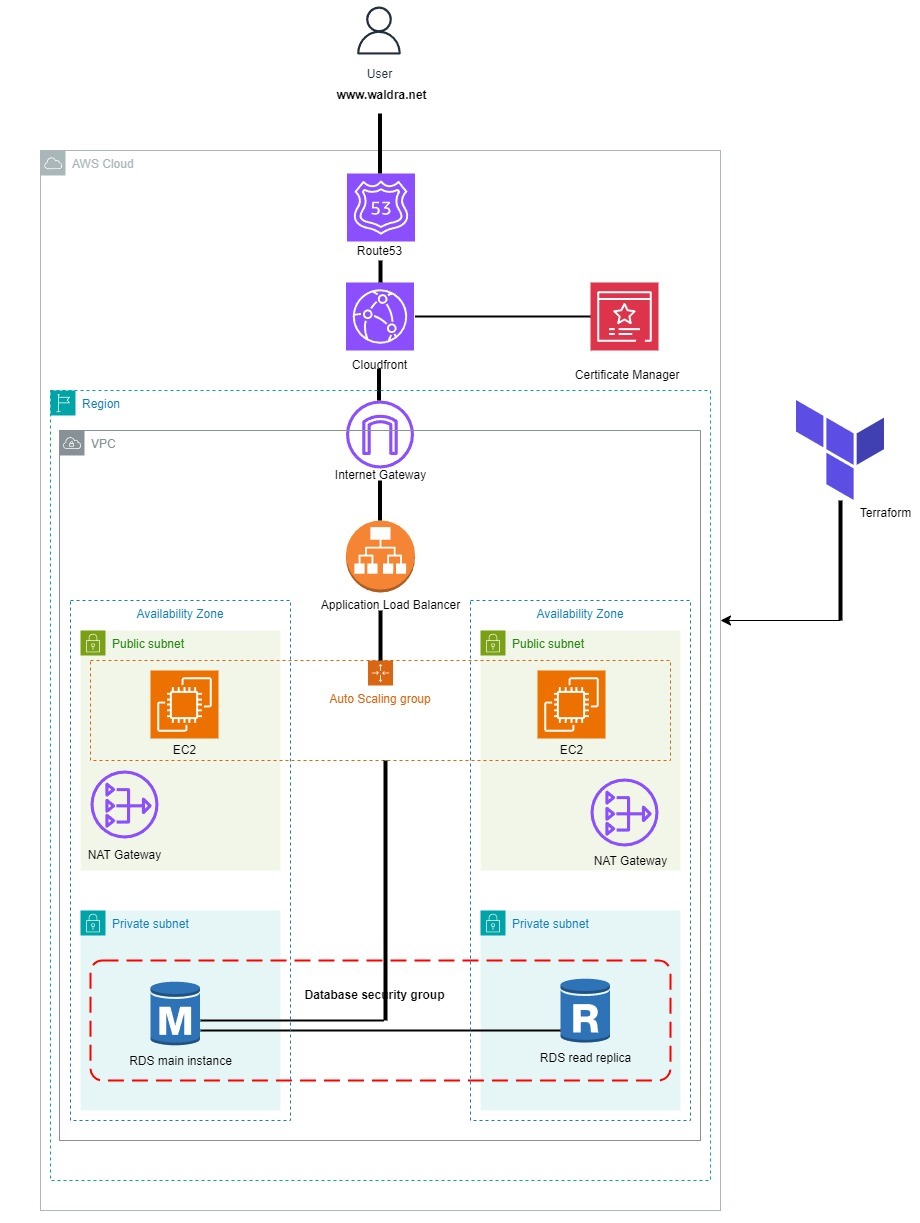 User
www.waldra.net
AWS Cloud
53
Route53
Cloudfront
Certificate Manager
Region
VPC
Internet Gateway
Terraform
Application Load Balancer
Availability Zone
Availability Zone
Public subnet
Public subnet
Auto Scaling group
EC2
EC2
NAT Gateway
NAT Gateway
Private subnet
Private subnet
Database security group
M
R
RDS main instance
RDS read replica